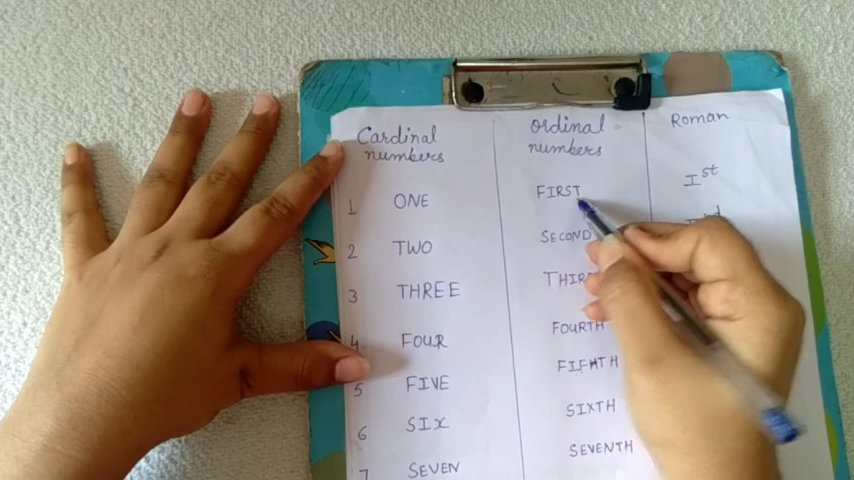 Cardinal numbers Ordinal numbers Roman
1 ONE FIRST Ist
2 TWO SECOND
3 THREE
4 FOUR FOURTH
5 FIVE FIFHTH
6 SIX SIXTH
7 SEVEN SEVENTH